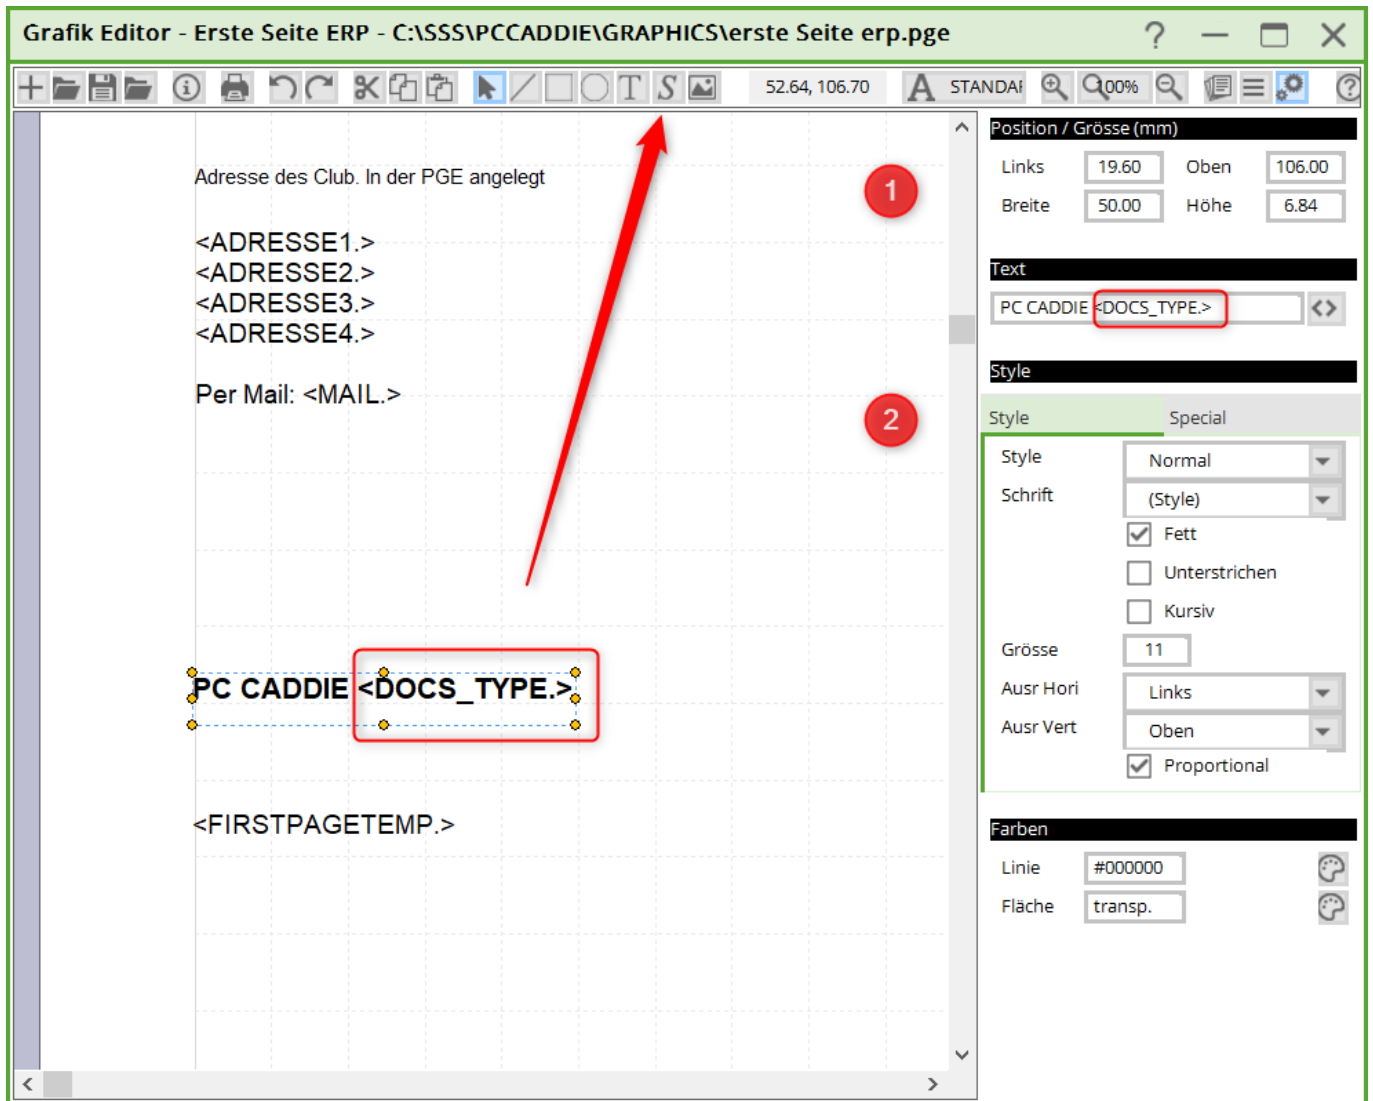 Grafik Editor - Erste Seite ERP - C:\SSS\PCCADDIE\GRAPHICS\erste Seite erp.pge
T S 52.64, 106.70 A STANDAF 100%
Adresse des Club. In der PGE angelegt
<ADRESSE1.>
<ADRESSE2.>
<ADRESSE3.>
<ADRESSE4.>
Per Mail: <MAIL.>
PC CADDIE <DOCS_TYPE.>
<FIRSTPAGETEMP.>
1
2
Position / Grösse (mm)
Links 19.60 Oben 106.00
Breite 50.00 Höhe 6.84
Text
PC CADDIE <DOCS_TYPE.>
Style
Style Special
Style Normal
Schrift (Style)
Fett
Unterstrichen
Kursiv
Grösse 11
Ausr Hori Links
Ausr Vert Oben
Proportional
Farben
Linie #000000
Fläche transp.